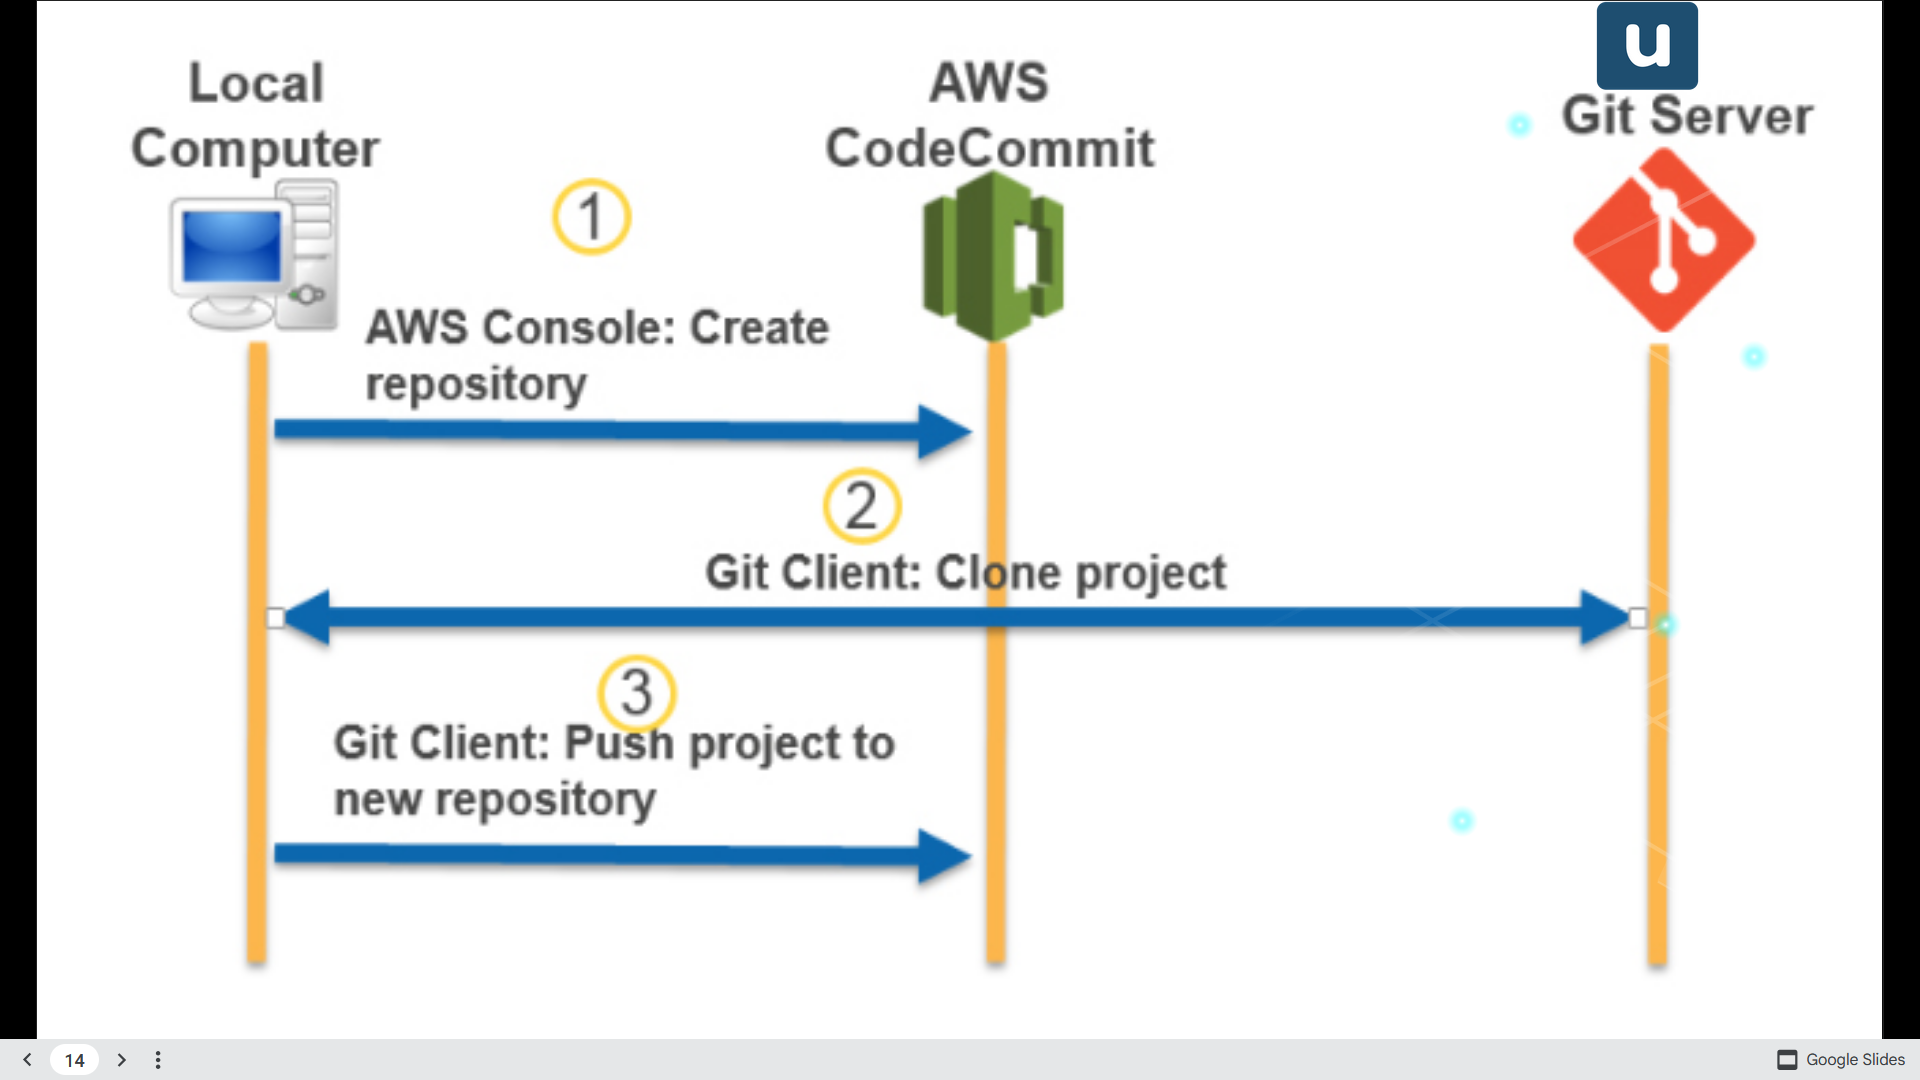 u
Local
Computer
AWS
CodeCommit
Git Server
1
AWS Console: Create
repository
2
Git Client: Clone project
3
Git Client: Push project to
new repository
14
Google Slides